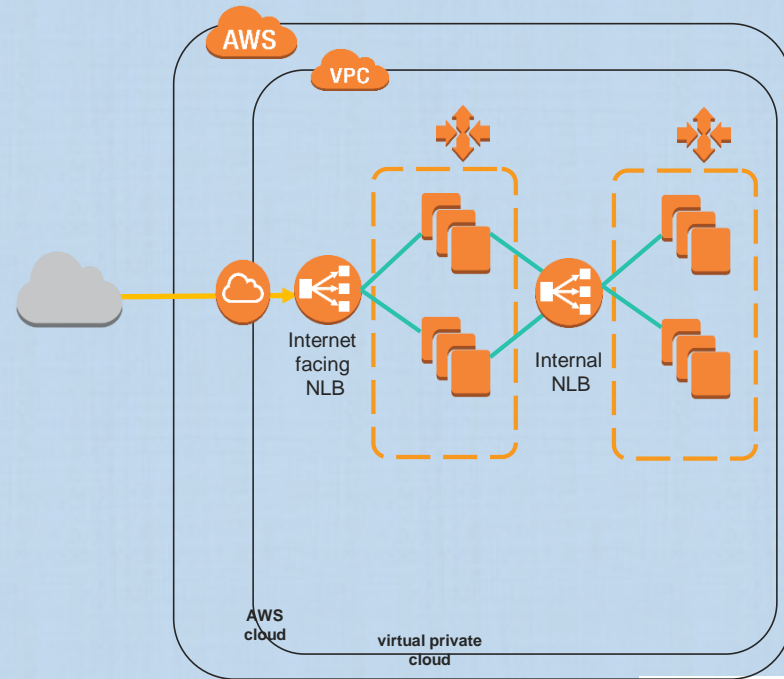 AWS
VPC
Internet
facing
NLB
Internal
NLB
AWS
cloud
virtual private
cloud